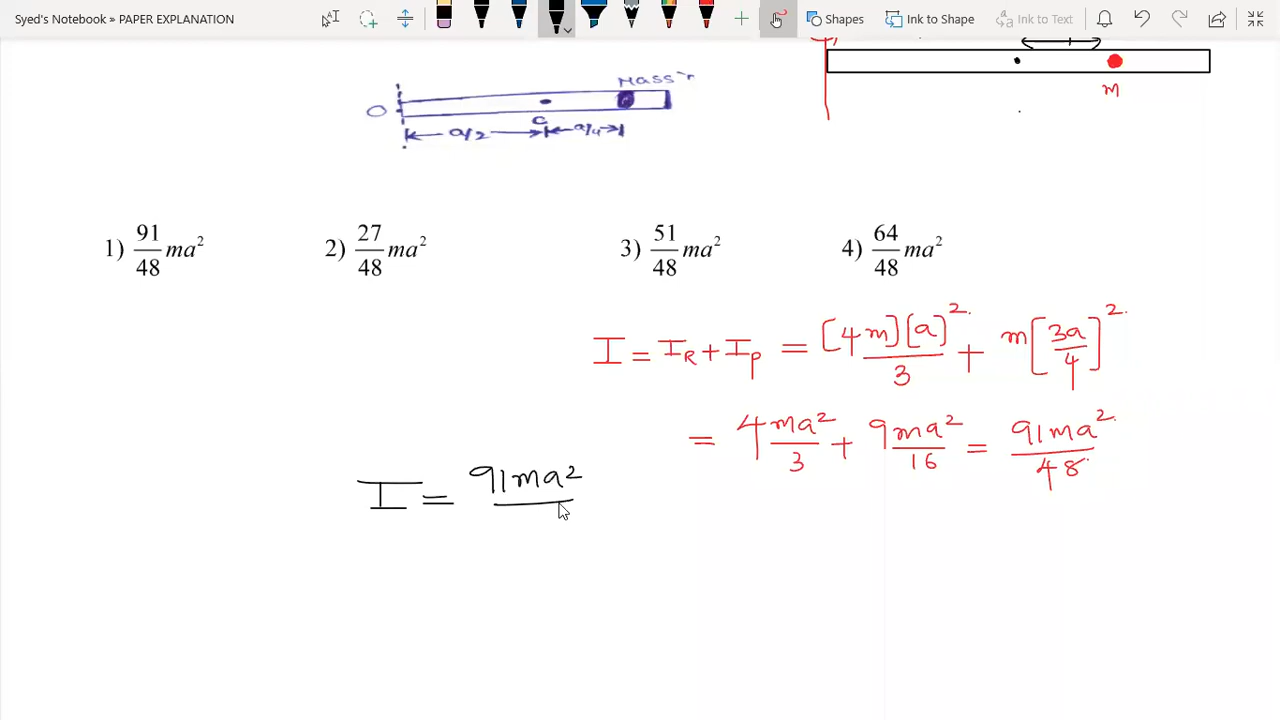 Syed's Notebook » PAPER EXPLANATION
Shapes
Ink to Shape
Ink to Text
m
Mass
O
C
a/2
a/4
1) 91/48 ma²
2) 27/48 ma²
3) 51/48 ma²
4) 64/48 ma²
I = I_R + I_P = [4m][a]²/3 + m[3a/4]²
= 4ma²/3 + 9ma²/16 = 91ma²/48
I = 91ma²